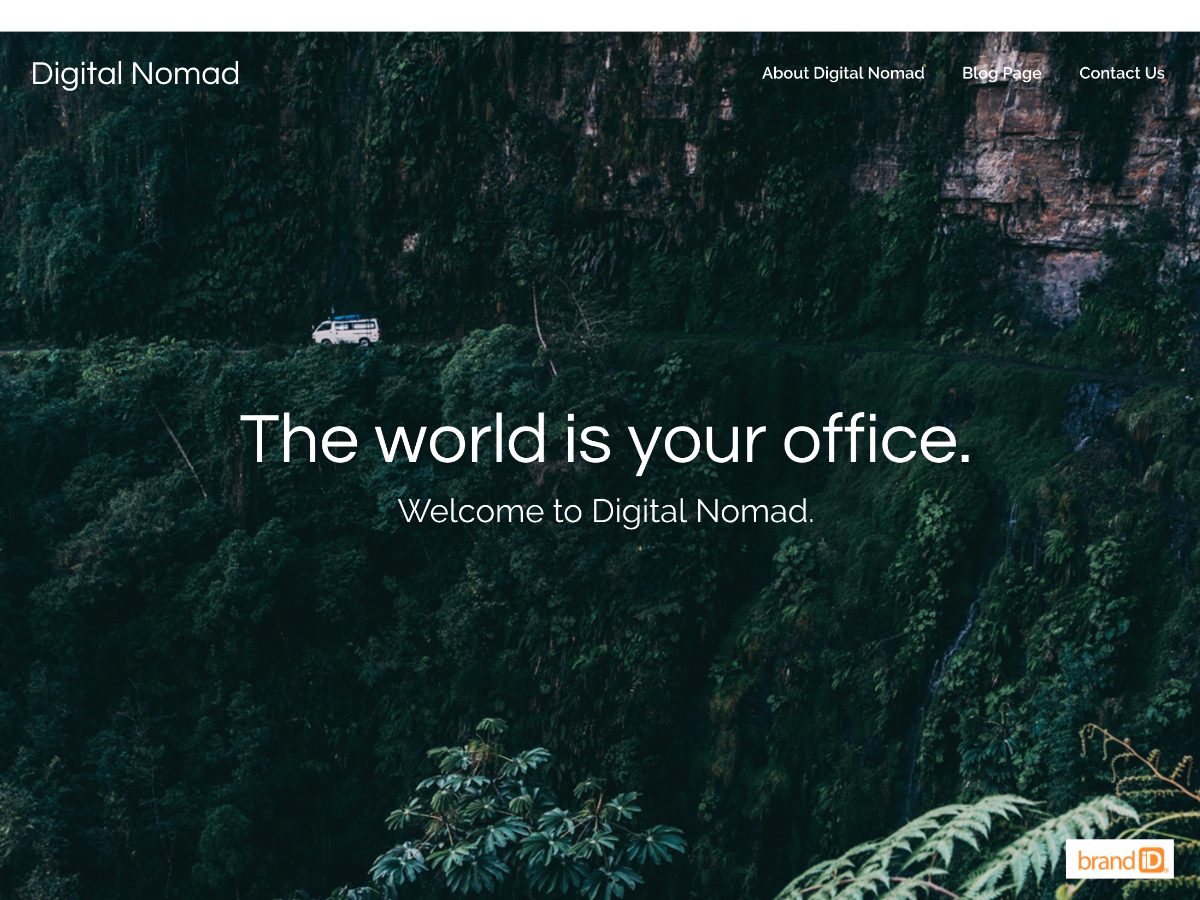 Digital Nomad
About Digital Nomad
Blog Page
Contact Us
The world is your office.
Welcome to Digital Nomad.
brand iD®